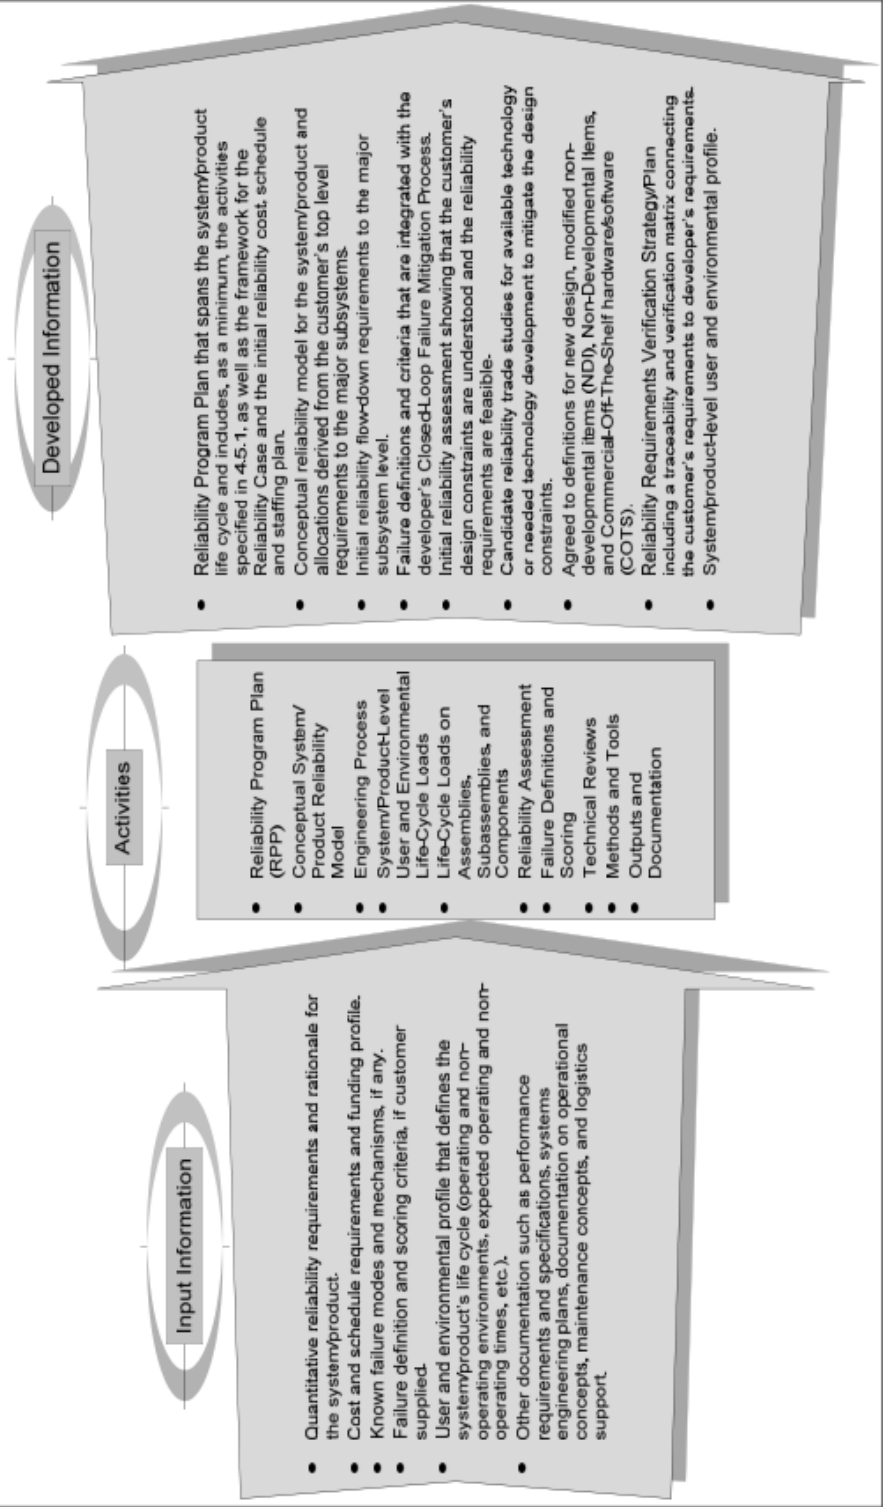 Input Information
• Quantitative reliability requirements and rationale for
the system/product.
• Cost and schedule requirements and funding profile.
• Known failure modes and mechanisms, if any.
• Failure definition and scoring criteria, if customer
supplied.
• User and environmental profile that defines the
system/product's life cycle (operating and non-
operating environments, expected operating and non-
operating times, etc.).
• Other documentation such as performance
requirements and specifications, systems
engineering plans, documentation on operational
concepts, maintenance concepts, and logistics
support.
Activities
• Reliability Program Plan
(RPP)
• Conceptual System/
Product Reliability
Model
• Engineering Process
• System/Product-Level
User and Environmental
Life-Cycle Loads
• Life-Cycle Loads on
Assemblies,
Subassemblies, and
Components
• Reliability Assessment
• Failure Definitions and
Scoring
• Technical Reviews
• Methods and Tools
• Outputs and
Documentation
Developed Information
• Reliability Program Plan that spans the system/product
life cycle and includes, as a minimum, the activities
specified in 4.5.1, as well as the framework for the
Reliability Case and the initial reliability cost, schedule
and staffing plan.
• Conceptual reliability model for the system/product and
allocations derived from the customer's top level
requirements to the major subsystems.
• Initial reliability flow-down requirements to the major
subsystem level.
• Failure definitions and criteria that are integrated with the
developer's Closed-Loop Failure Mitigation Process.
• Initial reliability assessment showing that the customer's
design constraints are understood and the reliability
requirements are feasible.
• Candidate reliability trade studies for available technology
or needed technology development to mitigate the design
constraints.
• Agreed to definitions for new design, modified non-
developmental items (NDI), Non-Developmental Items,
and Commercial-Off-The-Shelf hardware/software
(COTS).
• Reliability Requirements Verification Strategy/Plan
including a traceability and verification matrix connecting
the customer's requirements to developer's requirements.
• System/product-level user and environmental profile.